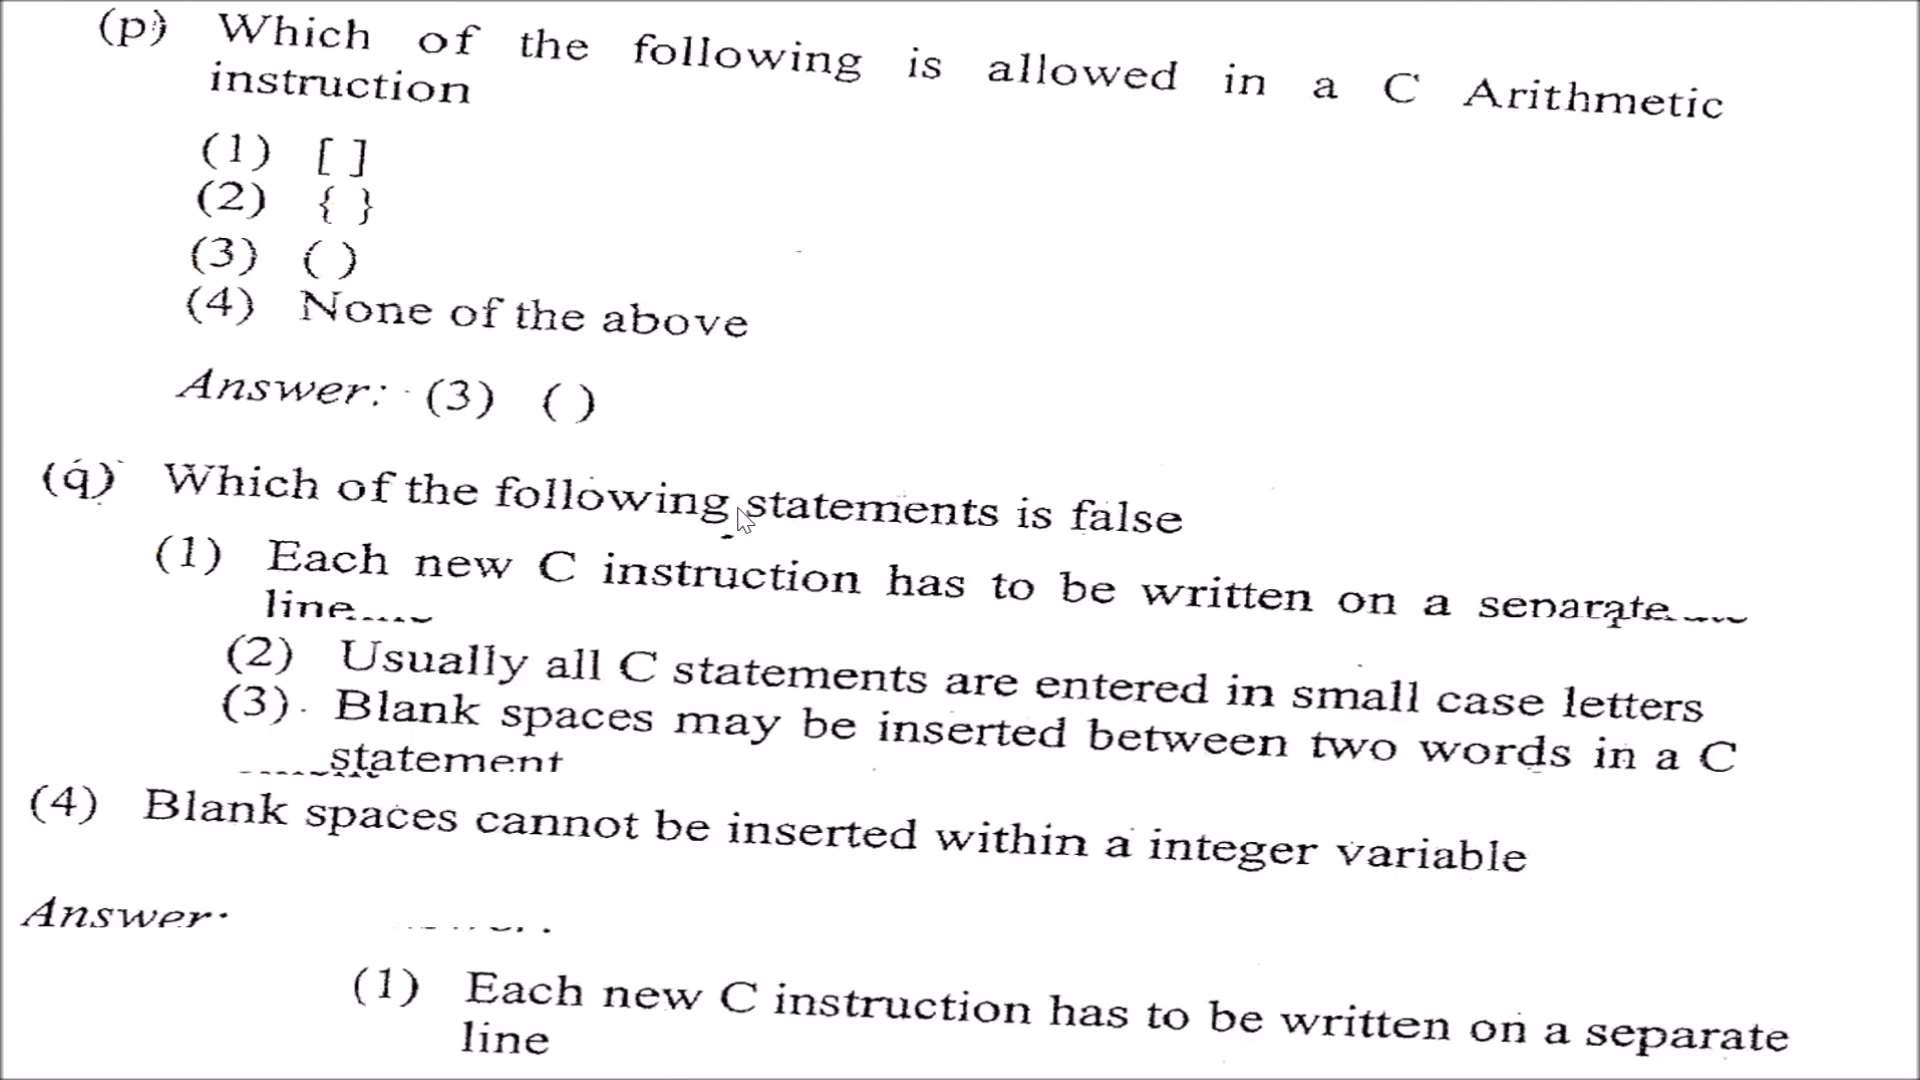 (p) Which of the following is allowed in a C Arithmetic
instruction
(1) [ ]
(2) { }
(3) ( )
(4) None of the above
Answer: (3) ( )
(q) Which of the following statements is false
(1) Each new C instruction has to be written on a separate
line
(2) Usually all C statements are entered in small case letters
(3) Blank spaces may be inserted between two words in a C
statement
(4) Blank spaces cannot be inserted within a integer variable
Answer:
(1) Each new C instruction has to be written on a separate
line